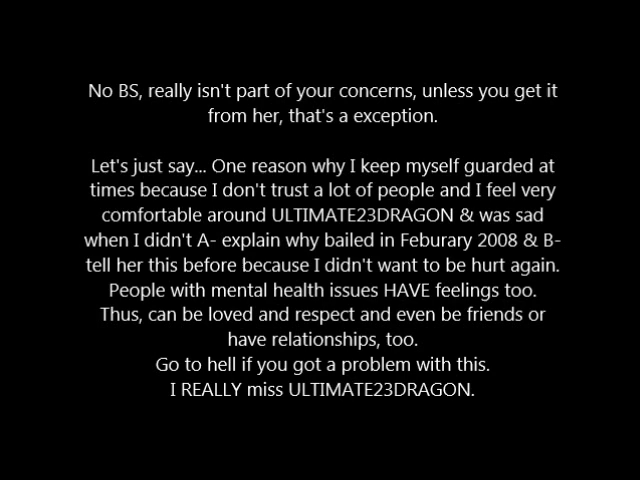 No BS, really isn't part of your concerns, unless you get it
from her, that's a exception.
Let's just say... One reason why I keep myself guarded at
times because I don't trust a lot of people and I feel very
comfortable around ULTIMATE23DRAGON & was sad
when I didn't A- explain why bailed in Feburary 2008 & B-
tell her this before because I didn't want to be hurt again.
People with mental health issues HAVE feelings too.
Thus, can be loved and respect and even be friends or
have relationships, too.
Go to hell if you got a problem with this.
I REALLY miss ULTIMATE23DRAGON.